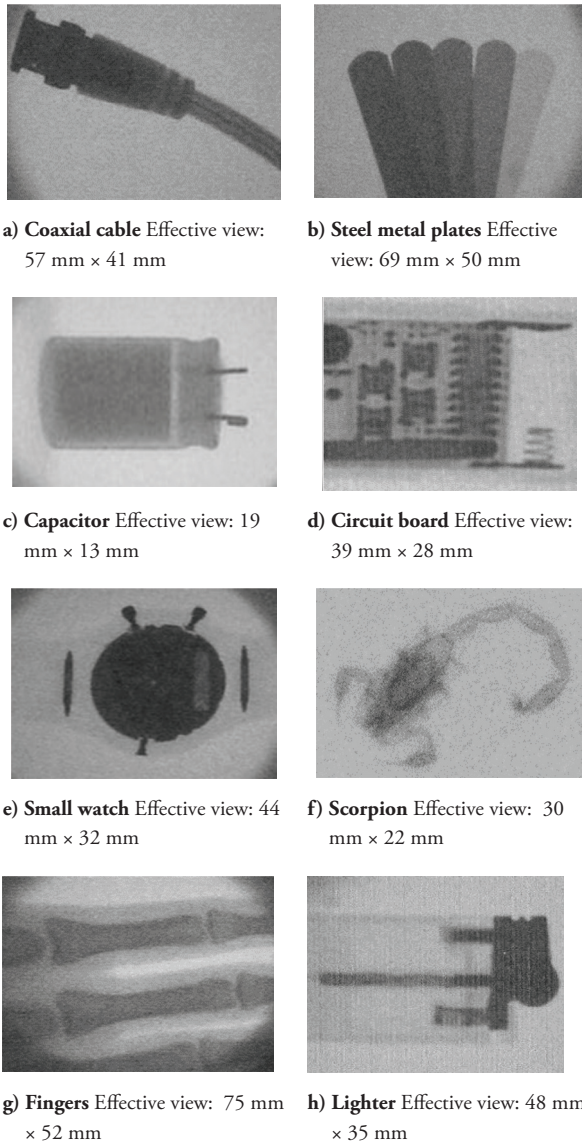 a) Coaxial cable Effective view:
57 mm × 41 mm
b) Steel metal plates Effective
view: 69 mm × 50 mm
c) Capacitor Effective view: 19
mm × 13 mm
d) Circuit board Effective view:
39 mm × 28 mm
e) Small watch Effective view: 44
mm × 32 mm
f) Scorpion Effective view: 30
mm × 22 mm
g) Fingers Effective view: 75 mm
× 52 mm
h) Lighter Effective view: 48 mm
× 35 mm